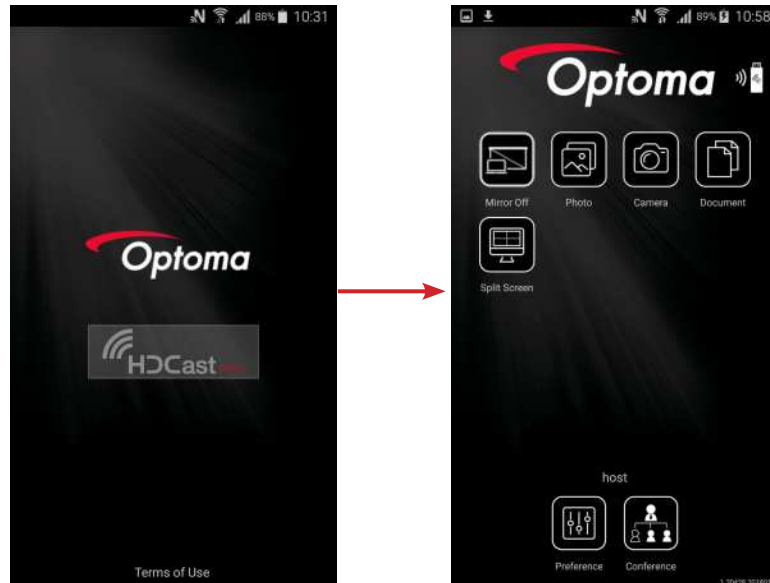 88% 10:31
Optoma
HDCast
Terms of Use
89% 10:58
Optoma
Mirror Off Photo Camera Document
Split Screen
host
Preference Conference